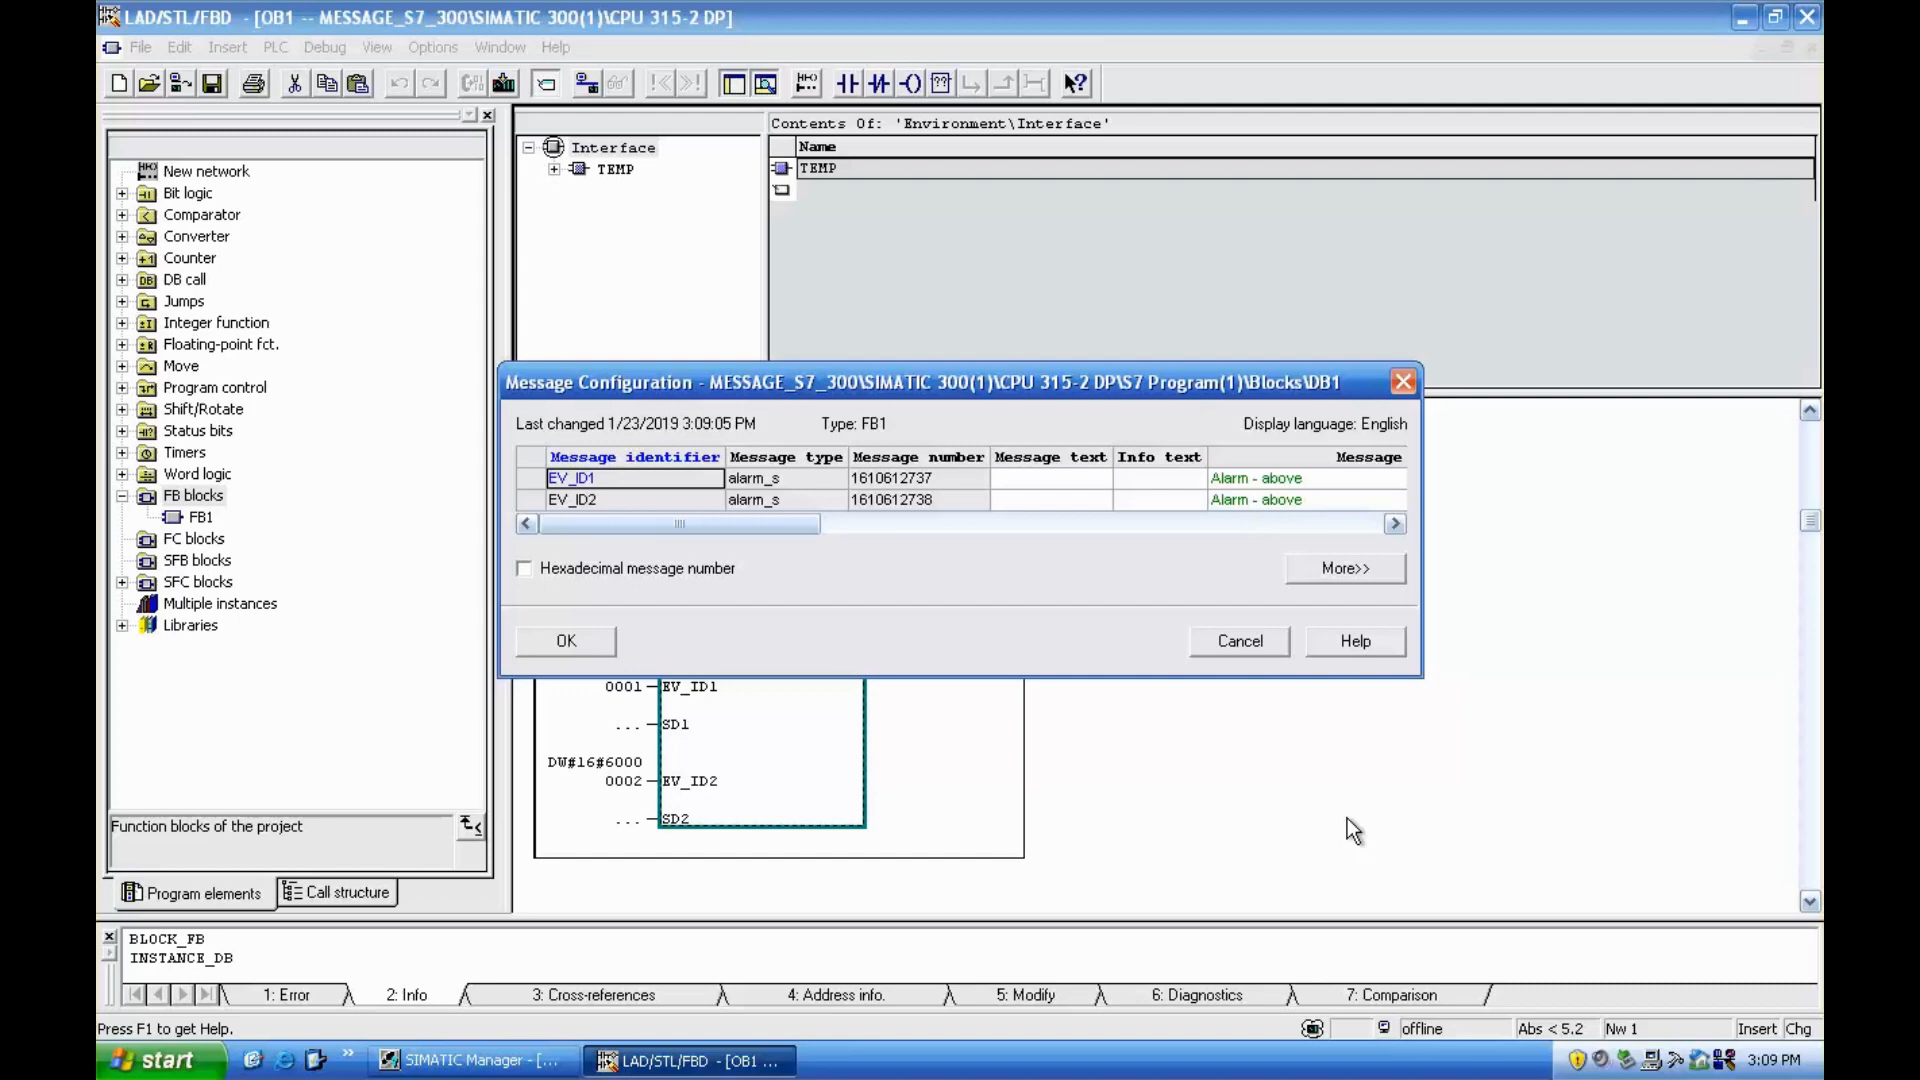 LAD/STL/FBD - [OB1 -- MESSAGE_S7_300\SIMATIC 300(1)\CPU 315-2 DP]
File Edit Insert PLC Debug View Options Window Help
New network
Bit logic
Comparator
Converter
Counter
DB call
Jumps
Integer function
Floating-point fct.
Move
Program control
Shift/Rotate
Status bits
Timers
Word logic
FB blocks
FB1
FC blocks
SFB blocks
SFC blocks
Multiple instances
Libraries
Function blocks of the project
Program elements Call structure
Interface
TEMP
Contents Of: 'Environment\Interface'
Name
TEMP
Message Configuration - MESSAGE_S7_300\SIMATIC 300(1)\CPU 315-2 DP\S7 Program(1)\Blocks\DB1
Last changed 1/23/2019 3:09:05 PM Type: FB1 Display language: English
Message identifier Message type Message number Message text Info text Message
EV_ID1 alarm_s 1610612737 Alarm - above
EV_ID2 alarm_s 1610612738 Alarm - above
Hexadecimal message number More>>
OK Cancel Help
0001 EV_ID1
... SD1
DW#16#6000
0002 EV_ID2
... SD2
BLOCK_FB
INSTANCE_DB
1: Error 2: Info 3: Cross-references 4: Address info. 5: Modify 6: Diagnostics 7: Comparison
Press F1 to get Help. offline Abs < 5.2 Nw 1 Insert Chg
start SIMATIC Manager - [... LAD/STL/FBD - [OB1 ... 3:09 PM